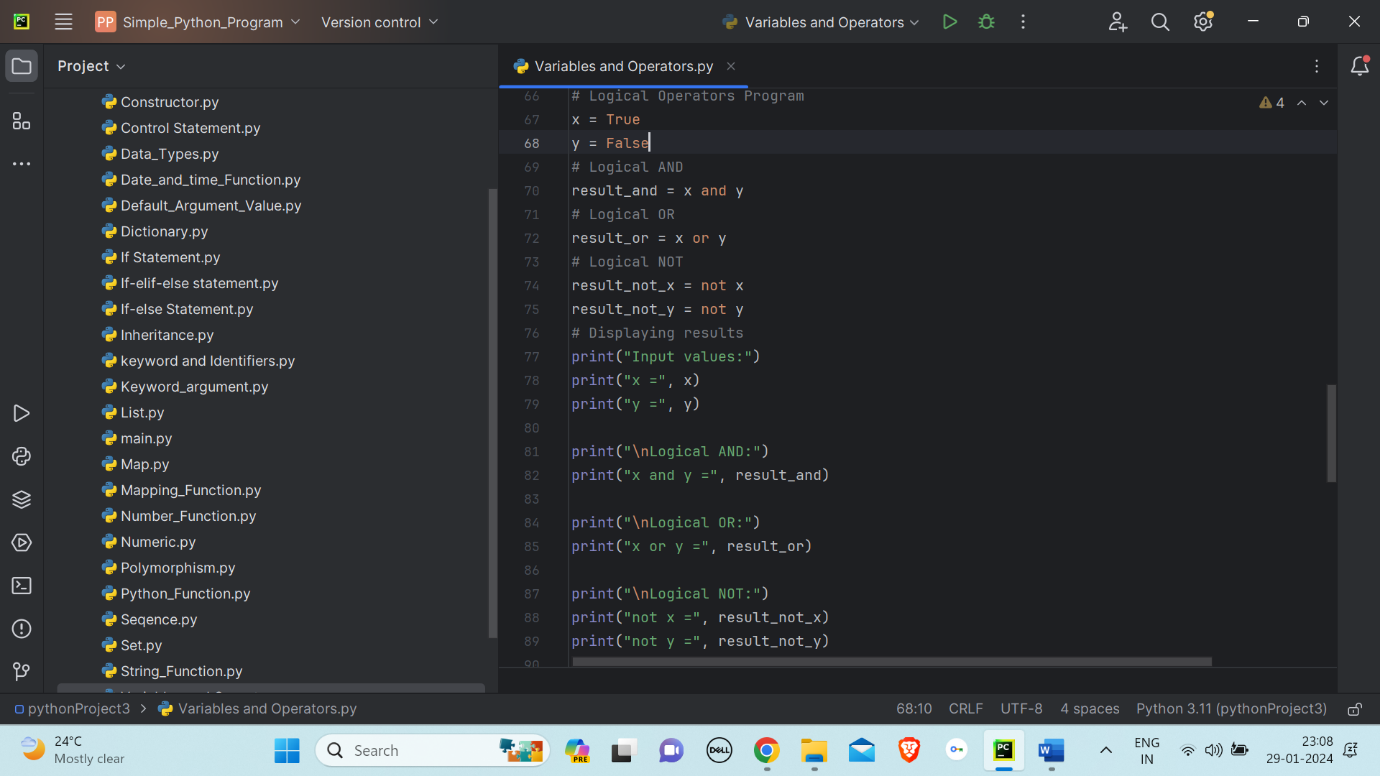 PC
PP Simple_Python_Program Version control Variables and Operators
Project
Variables and Operators.py
Constructor.py
Control Statement.py
Data_Types.py
Date_and_time_Function.py
Default_Argument_Value.py
Dictionary.py
If Statement.py
If-elif-else statement.py
If-else Statement.py
Inheritance.py
keyword and Identifiers.py
Keyword_argument.py
List.py
main.py
Map.py
Mapping_Function.py
Number_Function.py
Numeric.py
Polymorphism.py
Python_Function.py
Seqence.py
Set.py
String_Function.py
4
66 # Logical Operators Program
67 x = True
68 y = False
69 # Logical AND
70 result_and = x and y
71 # Logical OR
72 result_or = x or y
73 # Logical NOT
74 result_not_x = not x
75 result_not_y = not y
76 # Displaying results
77 print("Input values:")
78 print("x =", x)
79 print("y =", y)
80
81 print("\nLogical AND:")
82 print("x and y =", result_and)
83
84 print("\nLogical OR:")
85 print("x or y =", result_or)
86
87 print("\nLogical NOT:")
88 print("not x =", result_not_x)
89 print("not y =", result_not_y)
90
pythonProject3 > Variables and Operators.py 68:10 CRLF UTF-8 4 spaces Python 3.11 (pythonProject3)
24°C
Mostly clear
Search
PRE
DELL
PC
W
ENG
IN
23:08
29-01-2024